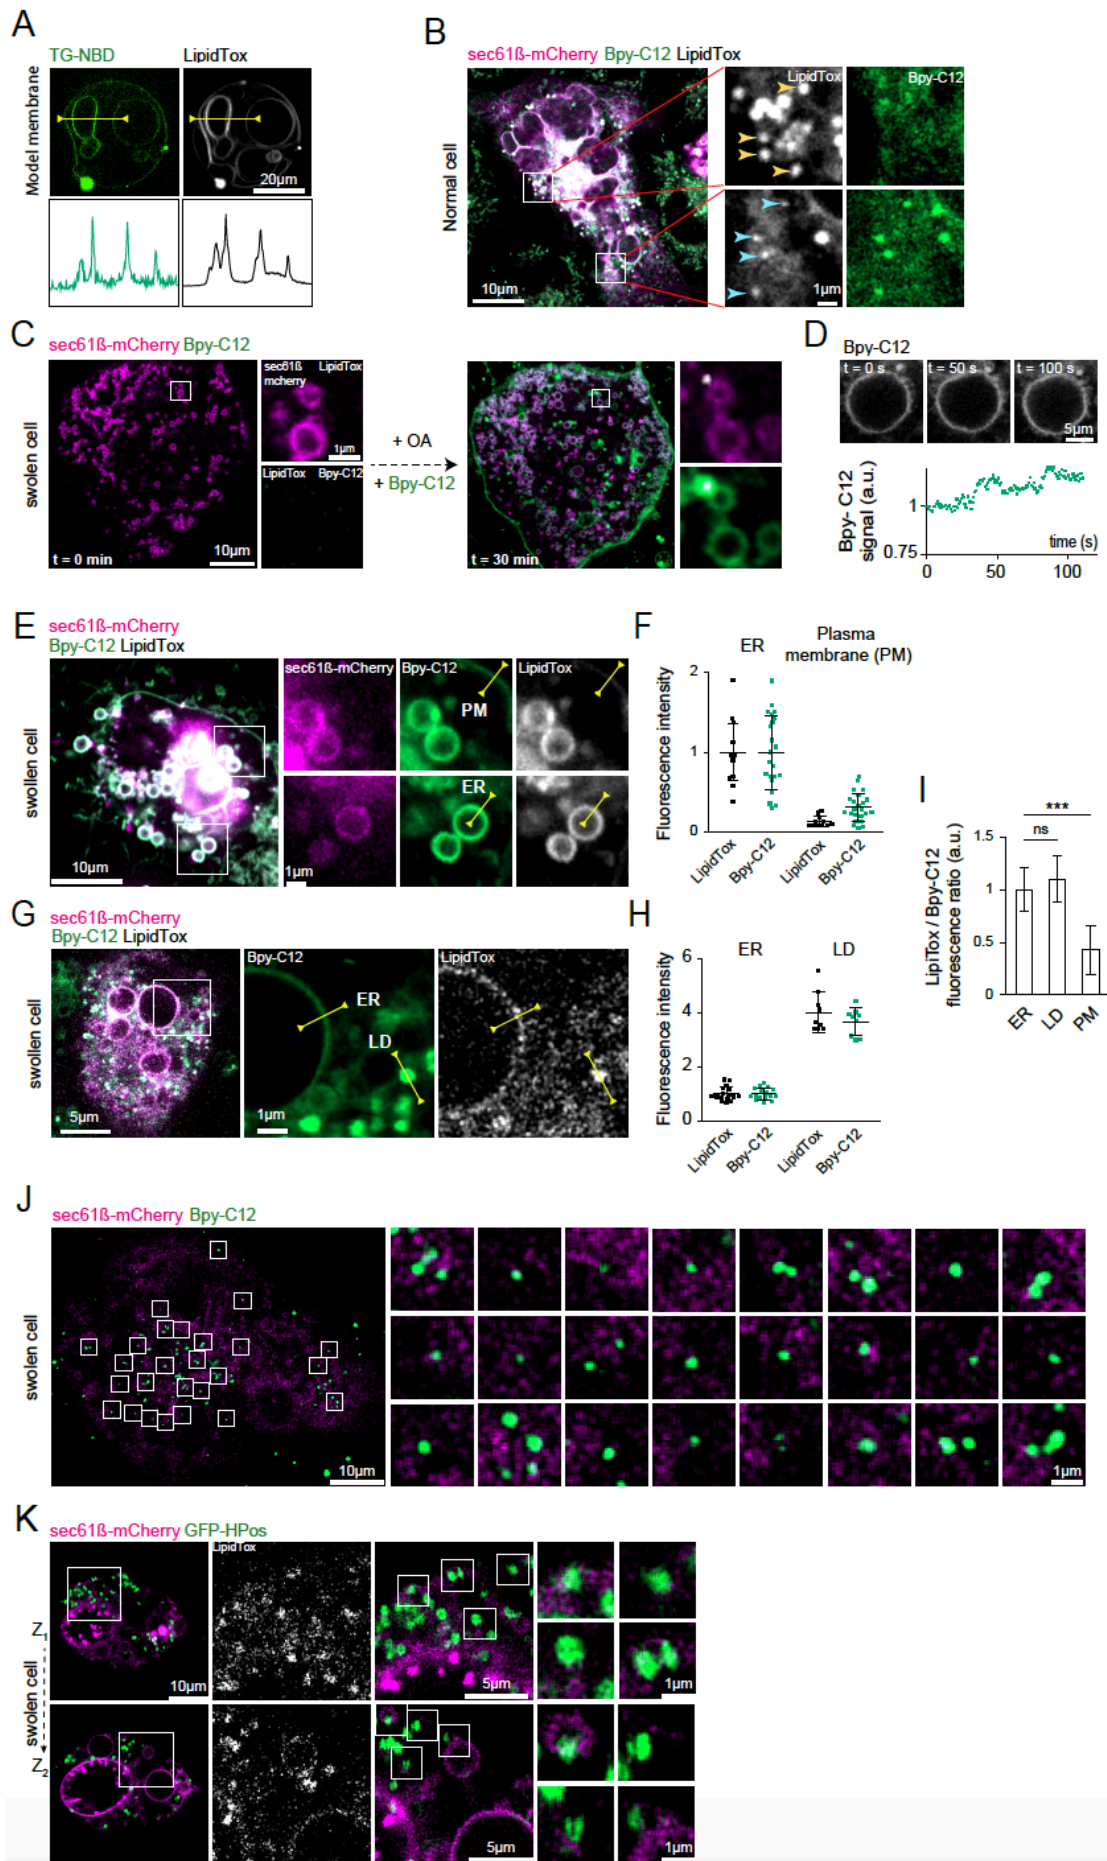 A
TG-NBD
LipidTox
Model membrane
20µm
B
sec61ß-mCherry Bpy-C12 LipidTox
Normal cell
10µm
LipidTox
Bpy-C12
1µm
C
sec61ß-mCherry Bpy-C12
swolen cell
t = 0 min
10µm
sec61ß
mcherry
LipidTox
1µm
LipidTox
Bpy-C12
+ OA
+ Bpy-C12
t = 30 min
D
Bpy-C12
t = 0 s
t = 50 s
t = 100 s
5µm
Bpy- C12
signal (a.u.)
1
0.75
time (s)
0
50
100
E
sec61ß-mCherry
Bpy-C12 LipidTox
swollen cell
10µm
sec61ß-mCherry
Bpy-C12
LipidTox
PM
ER
1µm
F
ER
Plasma
membrane (PM)
Fluorescence intensity
2
1
0
LipidTox
Bpy-C12
LipidTox
Bpy-C12
G
sec61ß-mCherry
Bpy-C12 LipidTox
swollen cell
5µm
Bpy-C12
ER
LD
1µm
LipidTox
H
ER
LD
Fluorescence intensity
6
4
2
0
LipidTox
Bpy-C12
LipidTox
Bpy-C12
I
LipiTox / Bpy-C12
fluorescence ratio (a.u.)
***
ns
1.5
1
0.5
0
ER
LD
PM
J
sec61ß-mCherry Bpy-C12
swolen cell
10µm
1µm
K
sec61ß-mCherry GFP-HPos
LipidTox
swolen cell
Z1
Z2
10µm
5µm
1µm
5µm
1µm